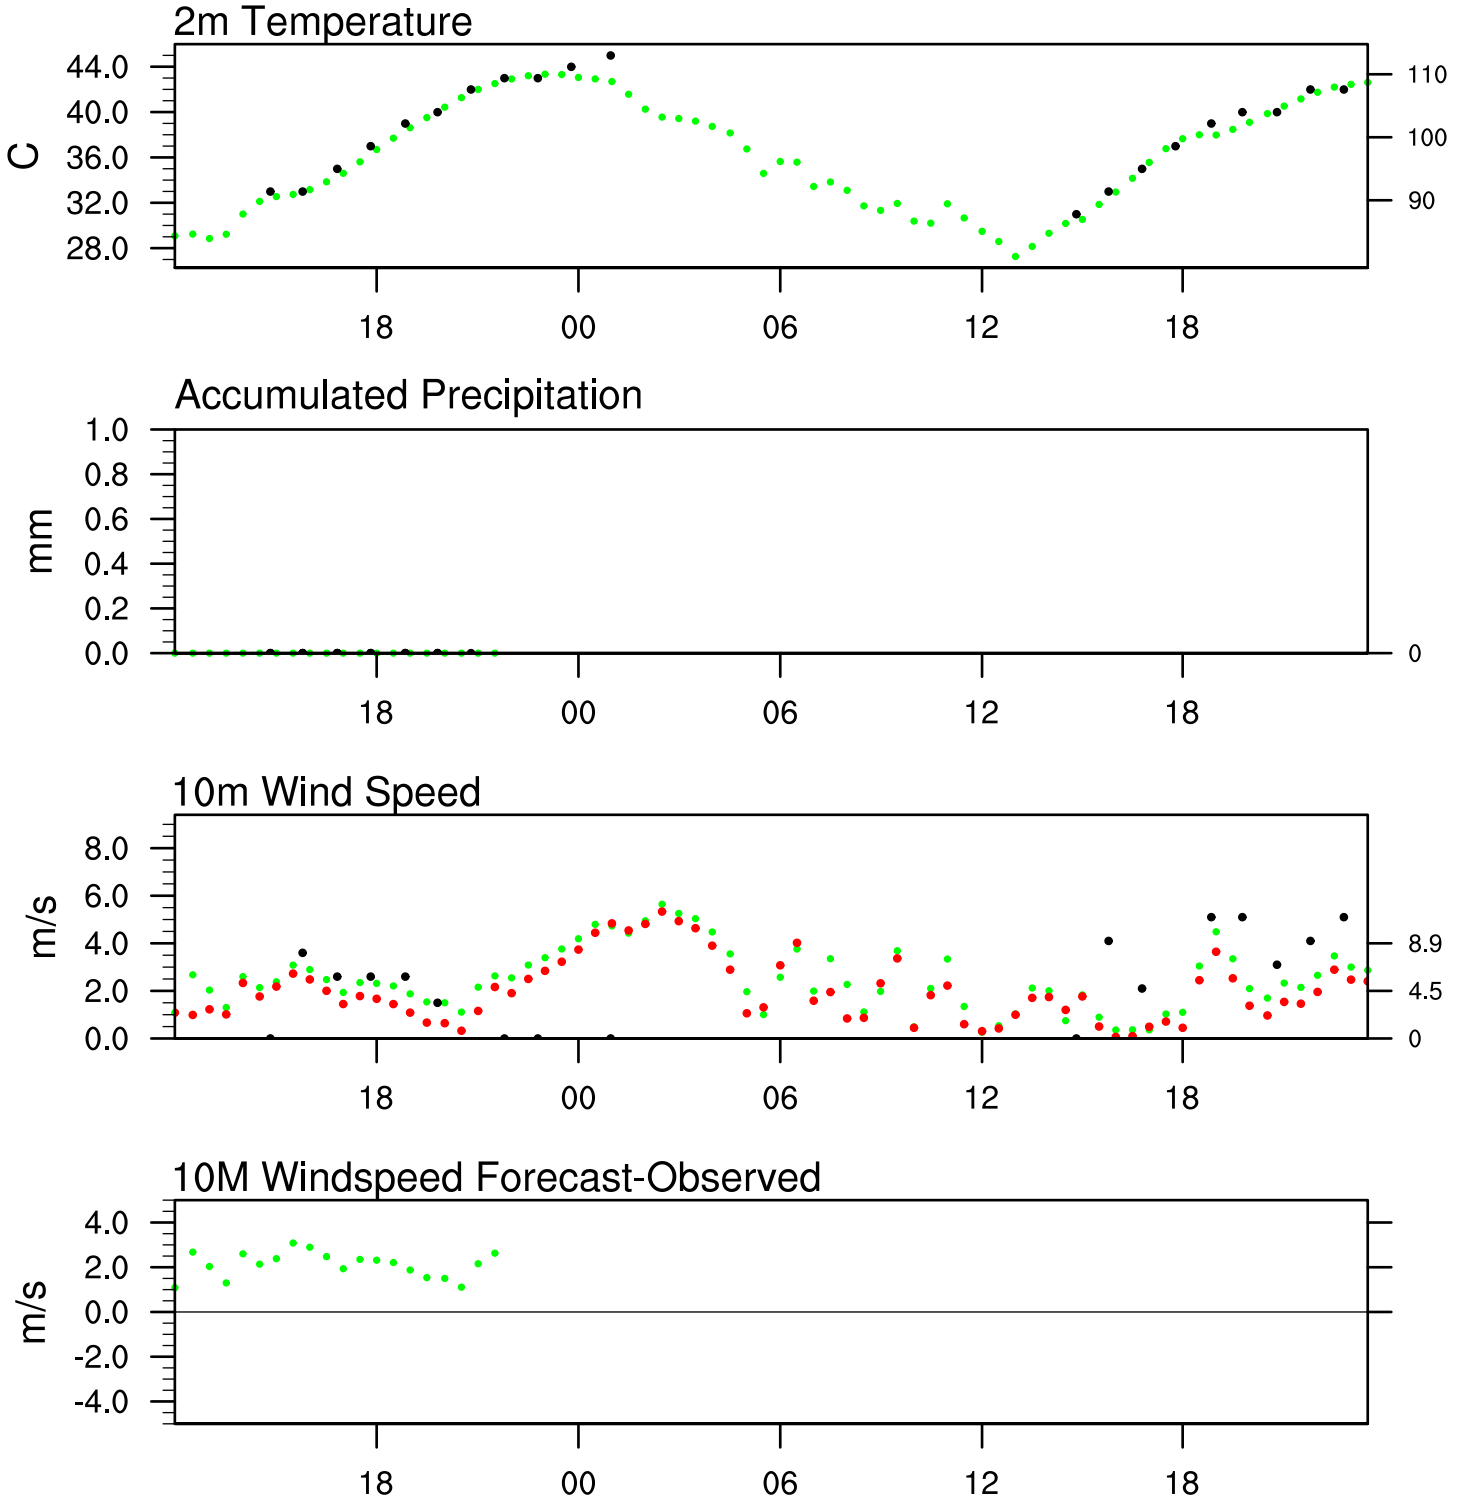 2m Temperature
C
44.0
40.0
36.0
32.0
28.0
110
100
90
18 00 06 12 18
Accumulated Precipitation
mm
1.0
0.8
0.6
0.4
0.2
0.0
0
18 00 06 12 18
10m Wind Speed
m/s
8.0
6.0
4.0
2.0
0.0
8.9
4.5
0
18 00 06 12 18
10M Windspeed Forecast-Observed
m/s
4.0
2.0
0.0
-2.0
-4.0
18 00 06 12 18